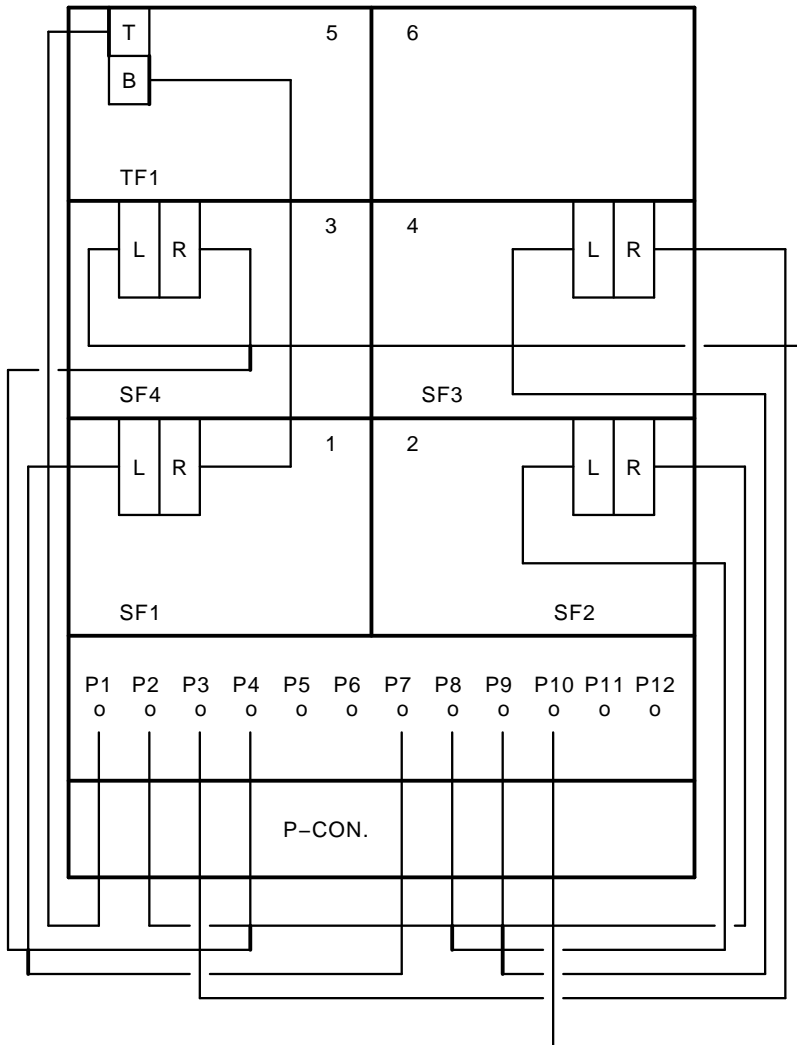 T 5 6
B
TF1
3 4
L R L R
SF4 SF3
1 2
L R L R
SF1 SF2
P1 P2 P3 P4 P5 P6 P7 P8 P9 P10 P11 P12
o o o o o o o o o o o o
P−CON.